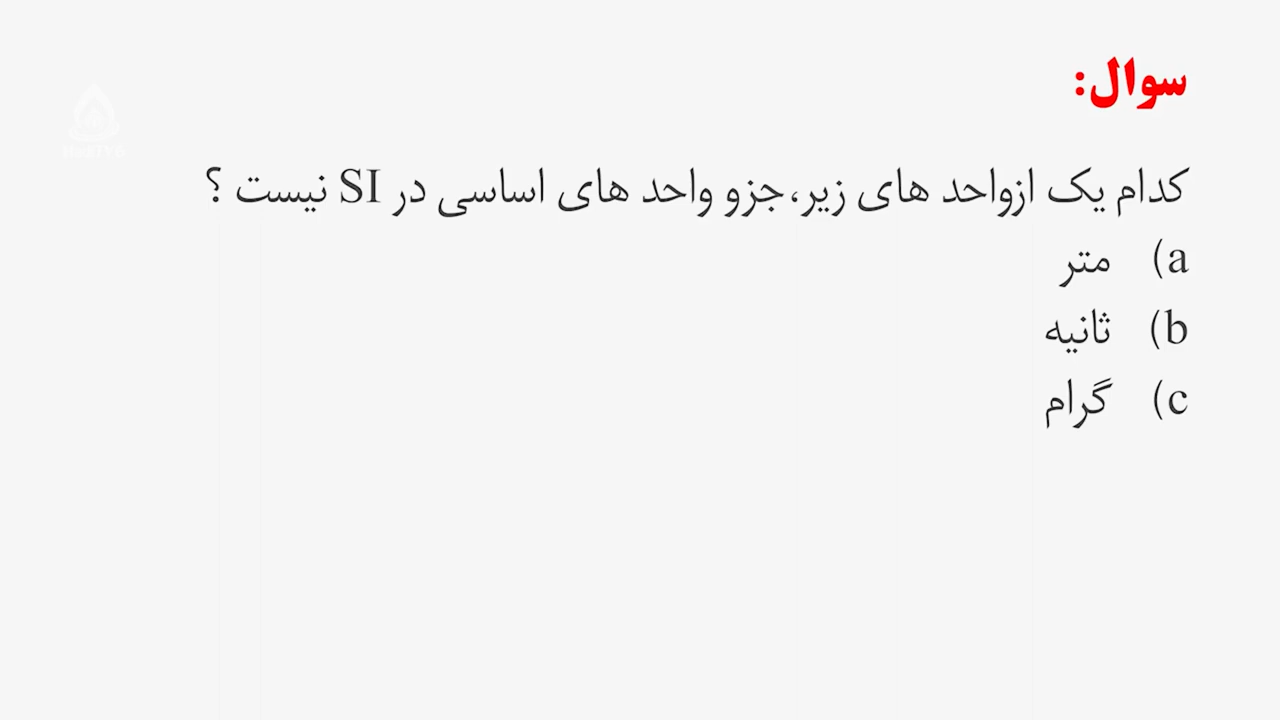 سوال:
کدام یک ازواحد های زیر،جزو واحد های اساسی در SI نیست ؟
a) متر
b) ثانیه
c) گرام